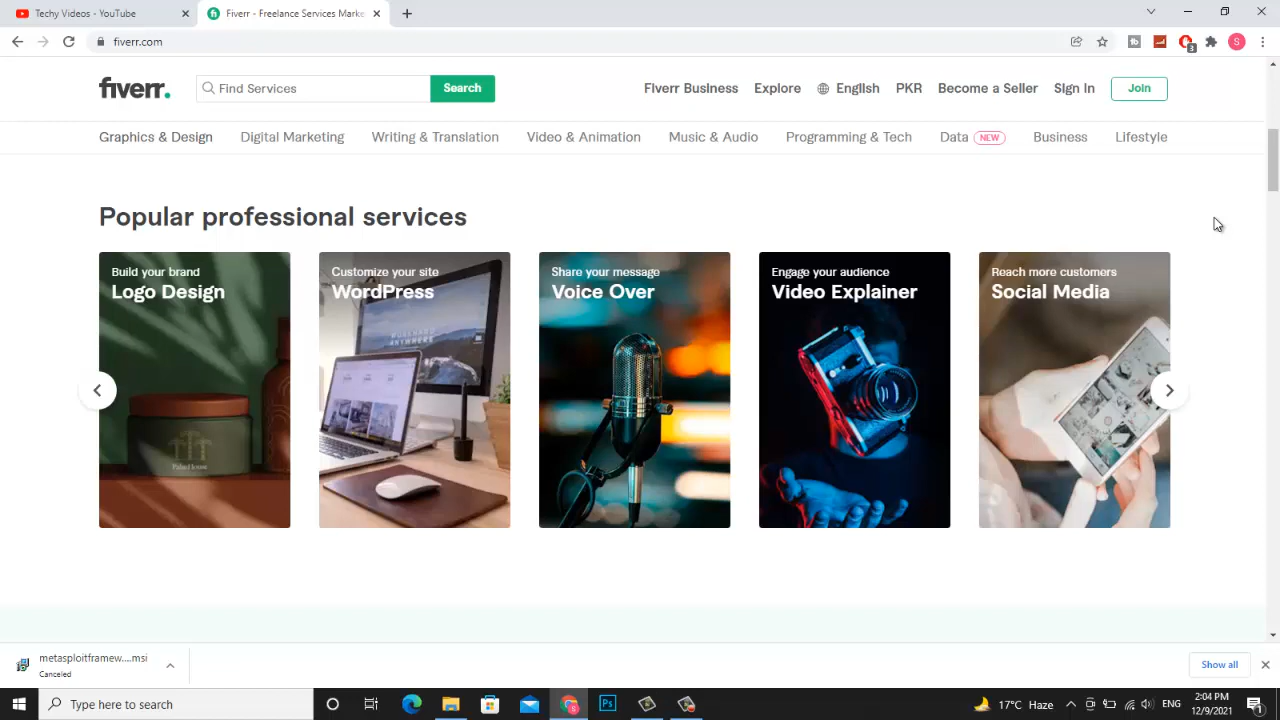 Techy Videos - YouTube
Fiverr - Freelance Services Marke
fiverr.com
3
S
fiverr.
Find Services
Search
Fiverr Business
Explore
English
PKR
Become a Seller
Sign In
Join
Graphics & Design
Digital Marketing
Writing & Translation
Video & Animation
Music & Audio
Programming & Tech
Data NEW
Business
Lifestyle
Popular professional services
Build your brand
Logo Design
Customize your site
WordPress
Share your message
Voice Over
Engage your audience
Video Explainer
Reach more customers
Social Media
metasploitframew....msi
Canceled
Show all
Type here to search
Ps
17°C Haze
ENG
2:04 PM
12/9/2021
1